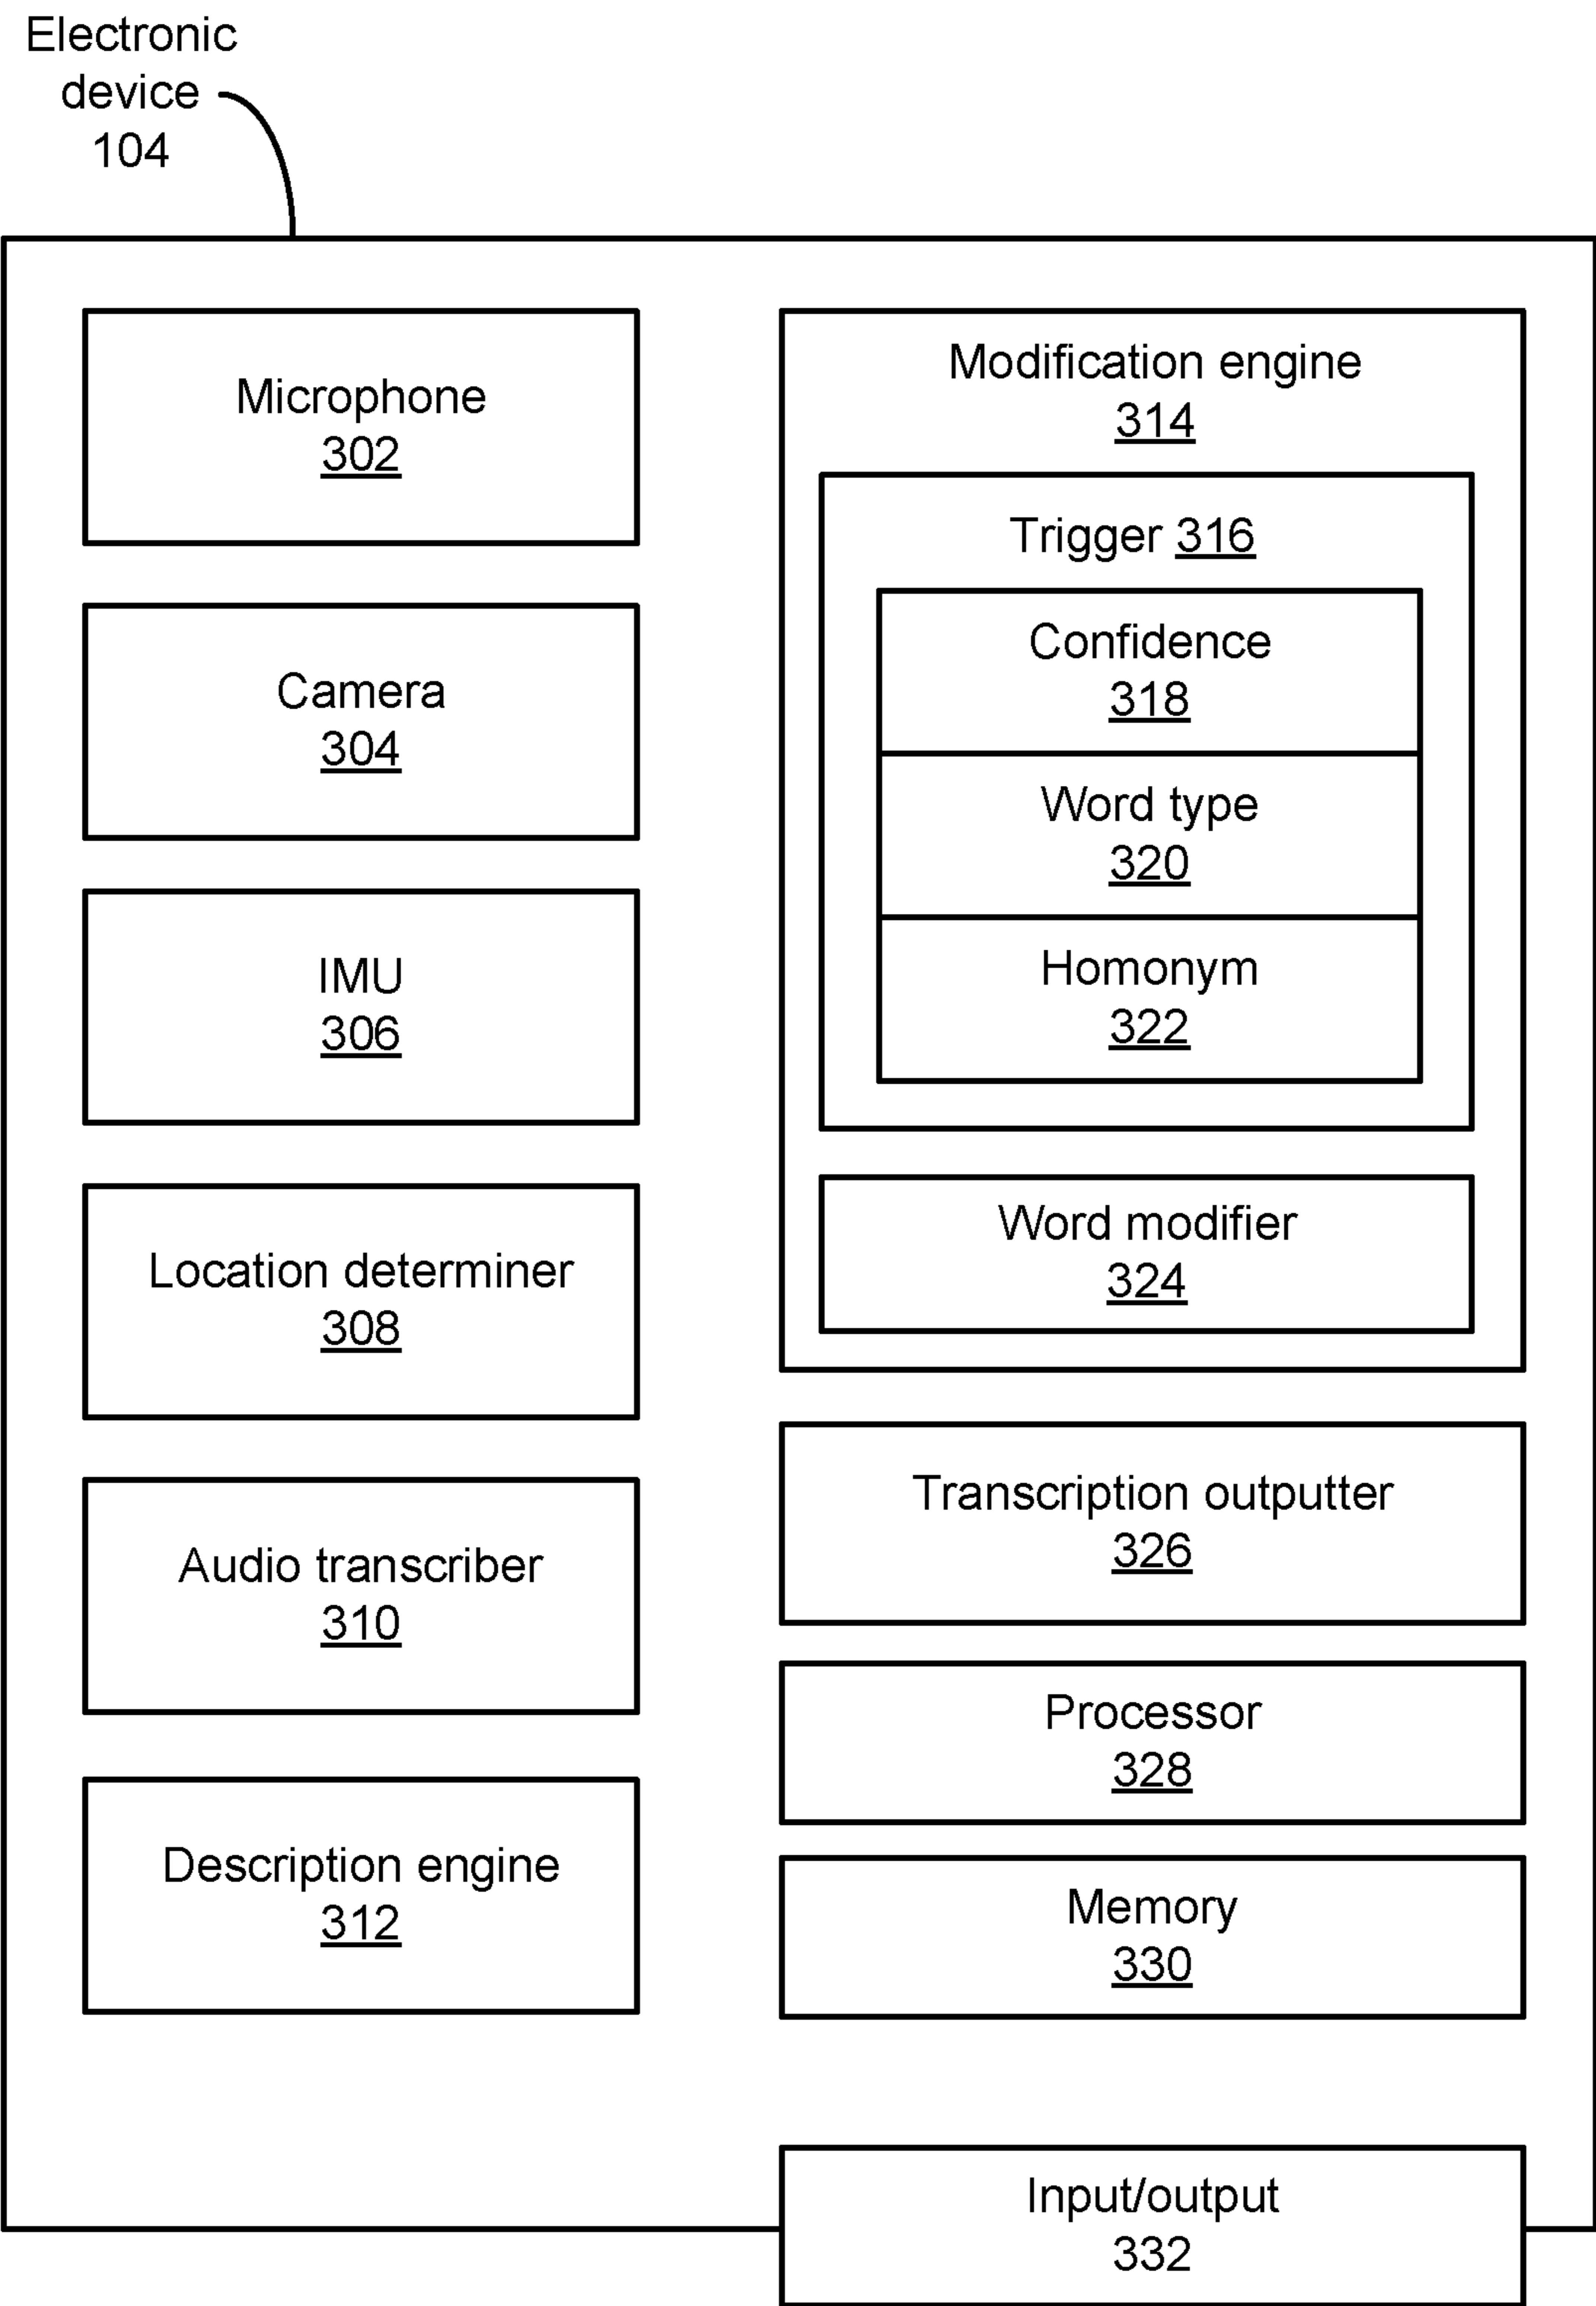 Electronic
device
104
Microphone
302
Camera
304
IMU
306
Location determiner
308
Audio transcriber
310
Description engine
312
Modification engine
314
Trigger 316
Confidence
318
Word type
320
Homonym
322
Word modifier
324
Transcription outputter
326
Processor
328
Memory
330
Input/output
332